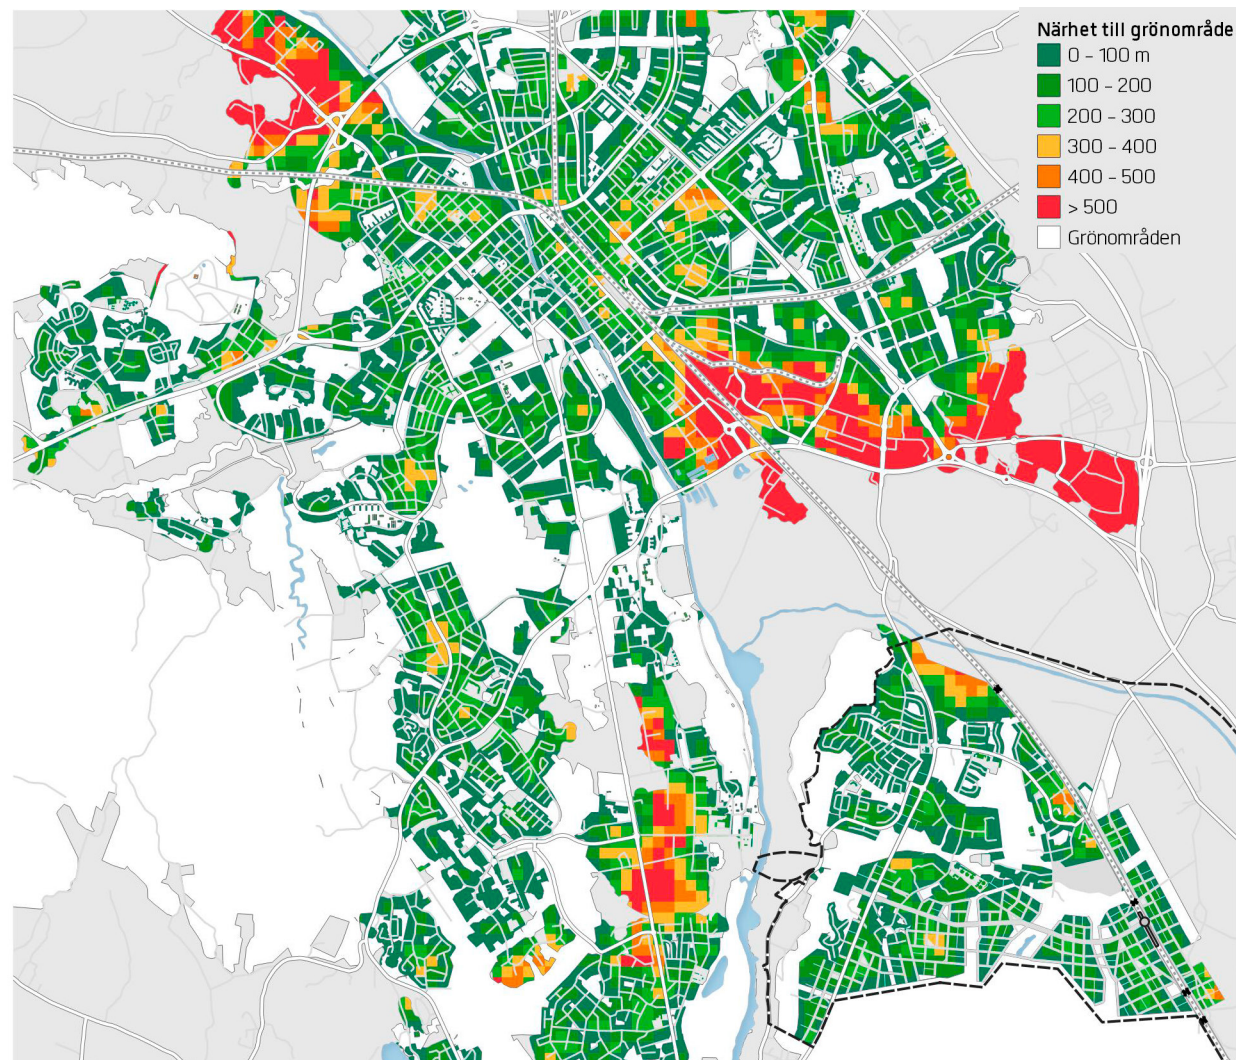 Närhet till grönområde
0 – 100 m
100 – 200
200 – 300
300 – 400
400 – 500
> 500
Grönområden